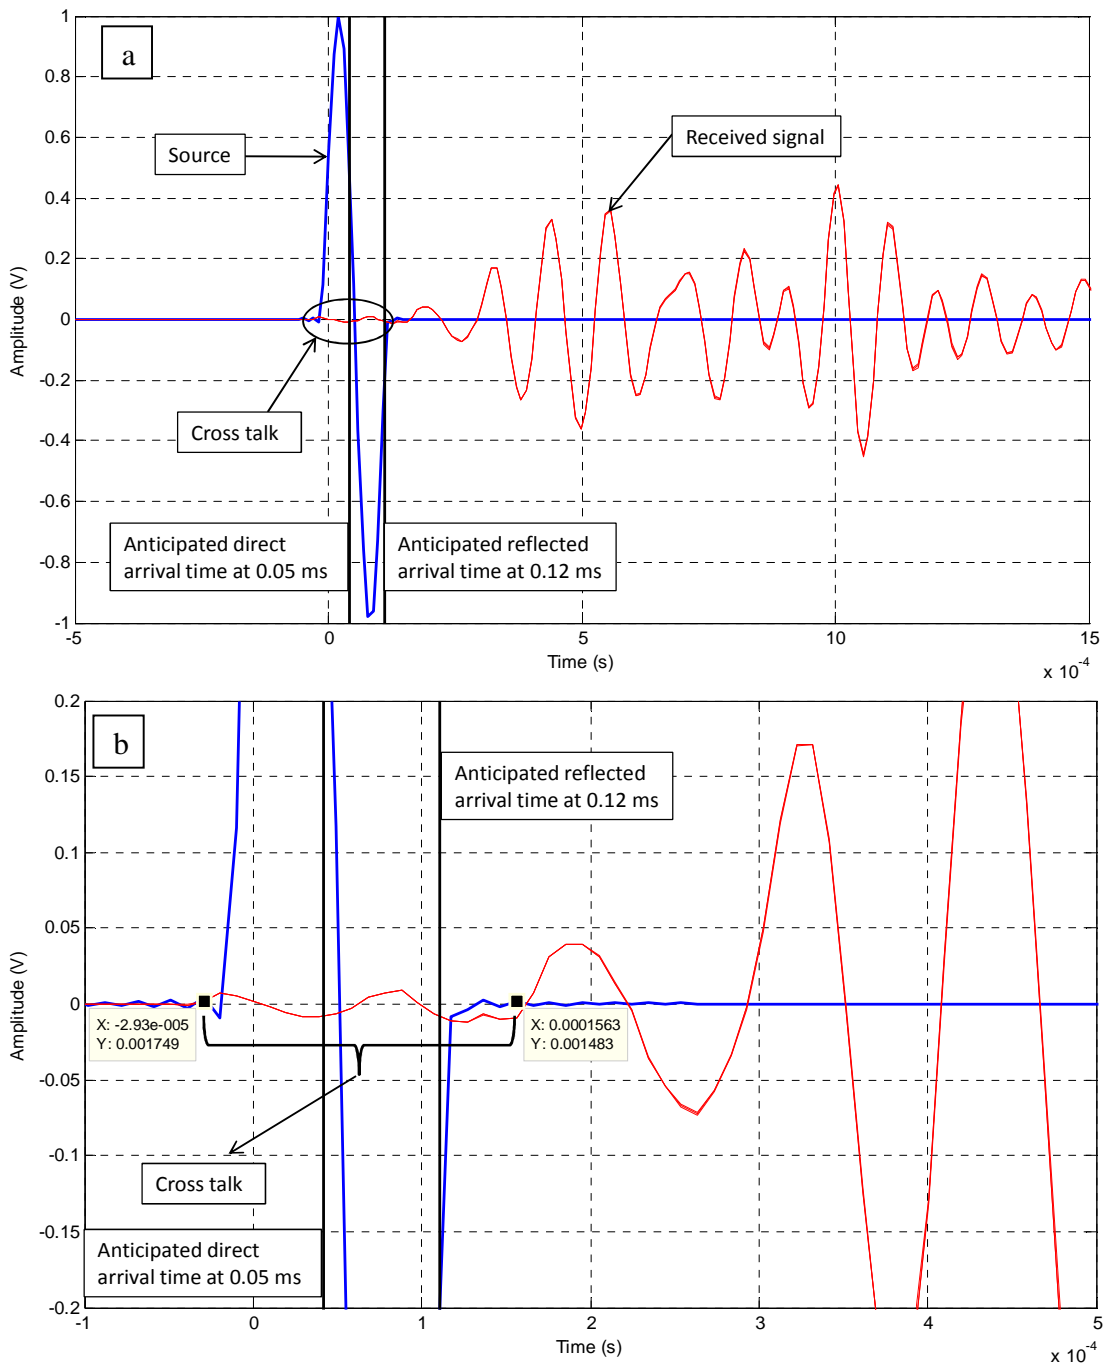 a
1
0.8
0.6
0.4
0.2
0
-0.2
-0.4
-0.6
-0.8
-1
Amplitude (V)
Source
Received signal
Cross talk
Anticipated direct
arrival time at 0.05 ms
Anticipated reflected
arrival time at 0.12 ms
-5
0
5
10
15
Time (s)
x 10⁻⁴
b
0.2
0.15
0.1
0.05
0
-0.05
-0.1
-0.15
-0.2
Amplitude (V)
Anticipated reflected
arrival time at 0.12 ms
X: -2.93e-005
Y: 0.001749
X: 0.0001563
Y: 0.001483
Cross talk
Anticipated direct
arrival time at 0.05 ms
-1
0
1
2
3
4
5
Time (s)
x 10⁻⁴